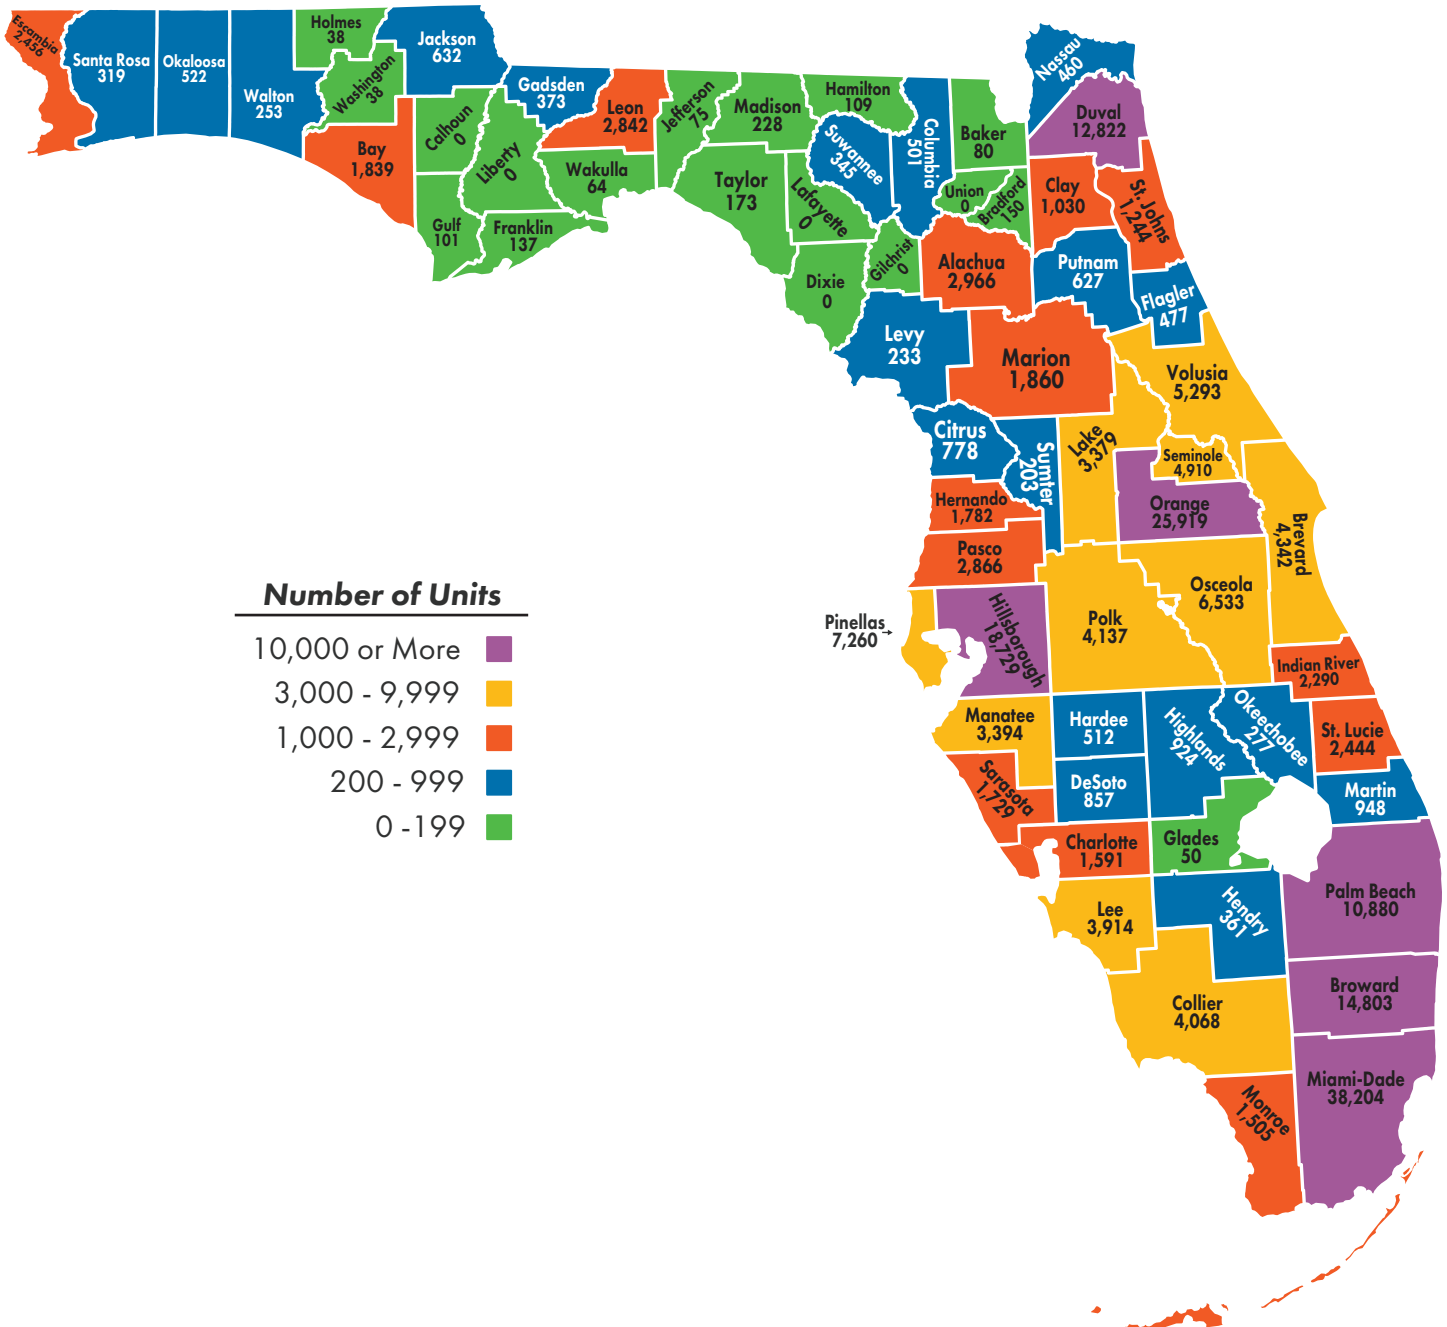 Escambia
2,456
Santa Rosa
319
Okaloosa
522
Walton
253
Holmes
38
Washington
38
Jackson
632
Bay
1,839
Calhoun
0
Gulf
101
Liberty
0
Gadsden
373
Franklin
137
Leon
2,842
Wakulla
64
Jefferson
75
Madison
228
Taylor
173
Hamilton
109
Suwannee
345
Lafayette
0
Dixie
0
Columbia
501
Gilchrist
0
Baker
80
Union
0
Bradford
150
Nassau
460
Duval
12,822
Clay
1,030
St. Johns
1,244
Alachua
2,966
Putnam
627
Flagler
477
Levy
233
Marion
1,860
Volusia
5,293
Citrus
778
Sumter
203
Lake
3,379
Seminole
4,910
Orange
25,919
Brevard
4,342
Hernando
1,782
Pasco
2,866
Pinellas
7,260
Hillsborough
18,729
Polk
4,137
Osceola
6,533
Indian River
2,290
Manatee
3,394
Hardee
512
Highlands
924
Okeechobee
277
St. Lucie
2,444
Sarasota
1,729
DeSoto
857
Martin
948
Charlotte
1,591
Glades
50
Lee
3,914
Hendry
361
Palm Beach
10,880
Collier
4,068
Broward
14,803
Monroe
1,505
Miami-Dade
38,204
Number of Units
10,000 or More
3,000 - 9,999
1,000 - 2,999
200 - 999
0 -199